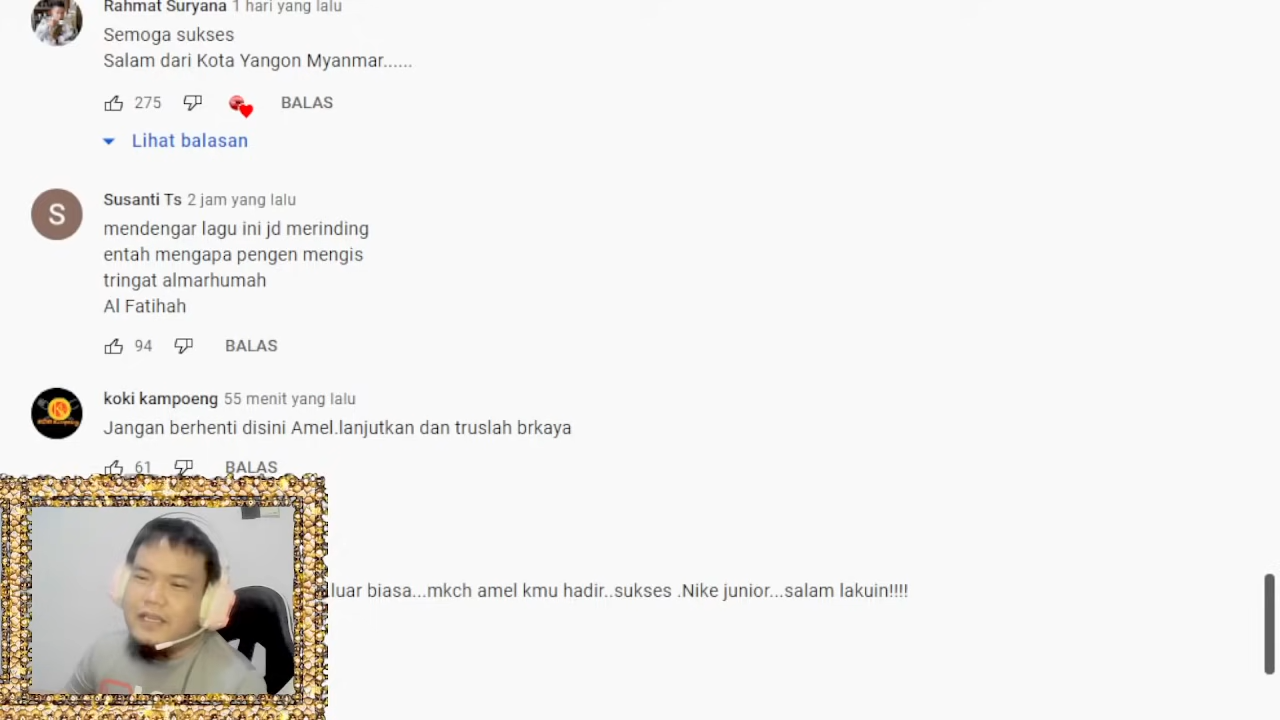 Rahmat Suryana 1 hari yang lalu
Semoga sukses
Salam dari Kota Yangon Myanmar......
275 BALAS
Lihat balasan
S
Susanti Ts 2 jam yang lalu
mendengar lagu ini jd merinding
entah mengapa pengen mengis
tringat almarhumah
Al Fatihah
94 BALAS
koki kampoeng 55 menit yang lalu
Jangan berhenti disini Amel.lanjutkan dan truslah brkaya
61 BALAS
luar biasa...mkch amel kmu hadir..sukses .Nike junior...salam lakuin!!!!